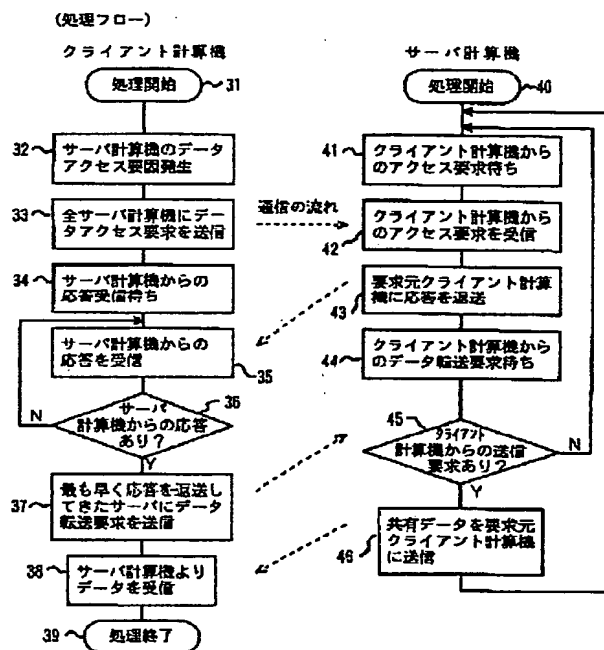 (処理フロー)
クライアント計算機
処理開始
31
32
サーバ計算機のデータ
アクセス要因発生
33
全サーバ計算機にデー
タアクセス要求を送信
34
サーバ計算機からの
応答受信待ち
サーバ計算機からの
応答を受信
35
サーバ
計算機からの応答
あり?
36
N
Y
37
最も早く応答を返送し
てきたサーバにデータ
転送要求を送信
38
サーバ計算機より
データを受信
39
処理終了
通信の流れ
サーバ計算機
処理開始
40
41
クライアント計算機から
のアクセス要求待ち
クライアント計算機から
のアクセス要求を受信
42
要求元クライアント計算
機に応答を返送
43
クライアント計算機から
のデータ転送要求待ち
44
45
クライアント
計算機からの送信
要求あり?
N
Y
共有データを要求元
クライアント計算機
に送信
46